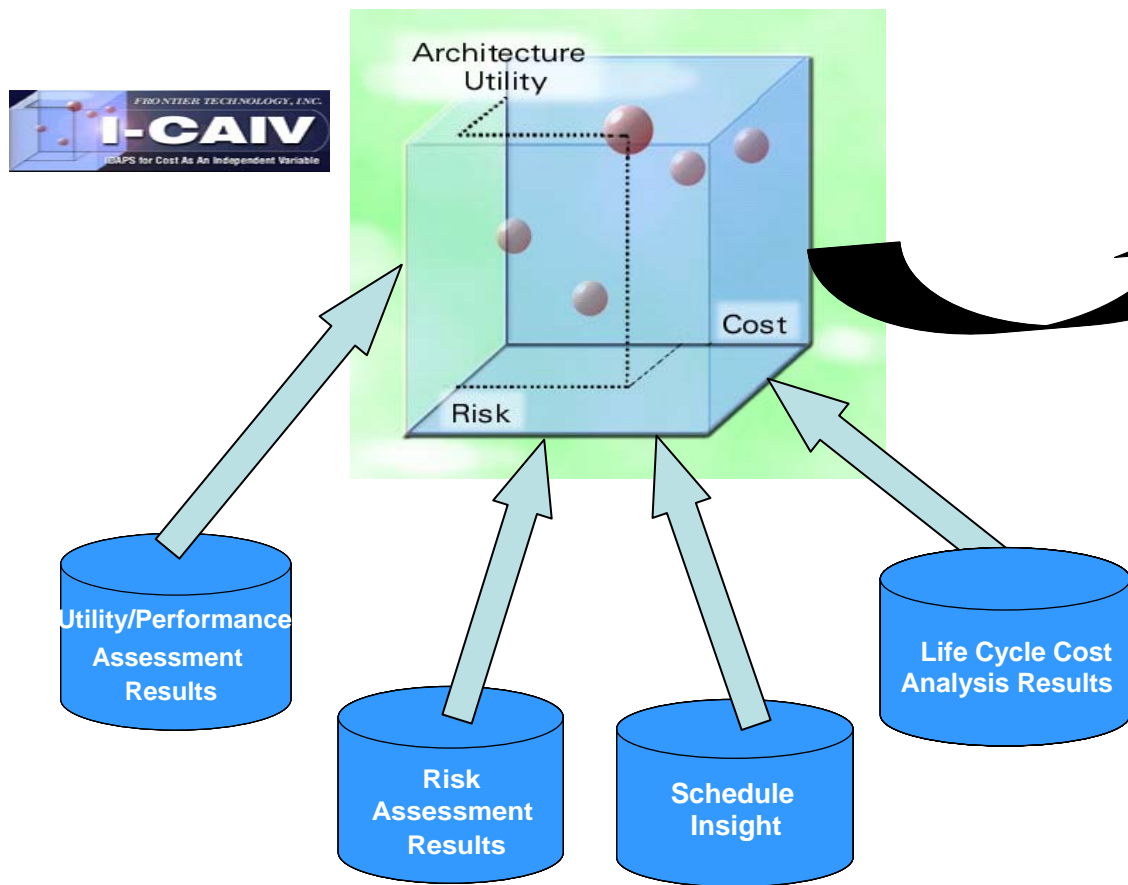 Architecture
Utility
FRONTIER TECHNOLOGY, INC.
I-CAIV
IDAPS for Cost As An Independent Variable
Cost
Risk
Utility/Performance
Assessment
Results
Life Cycle Cost
Analysis Results
Risk
Assessment
Results
Schedule
Insight